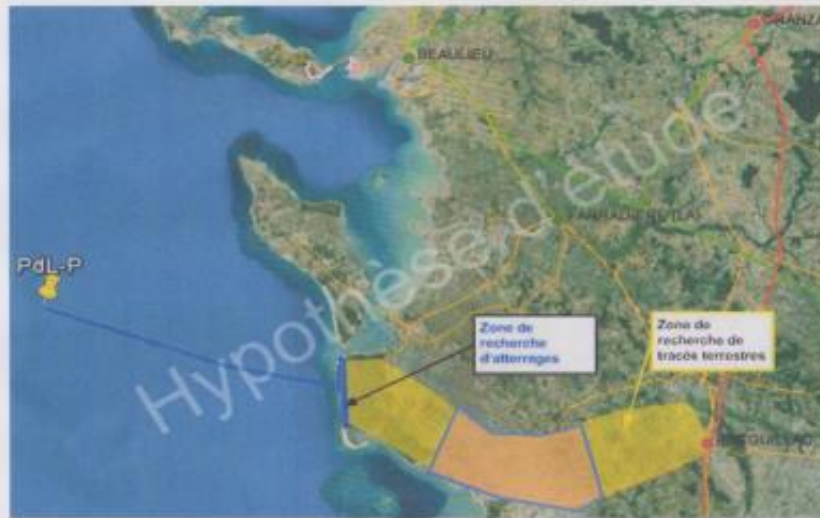 BEAULIEU
PdL-P
Hypothèse d'étude
Zone de
recherche
d'atterrages
Zone de
recherche de
tracés terrestres